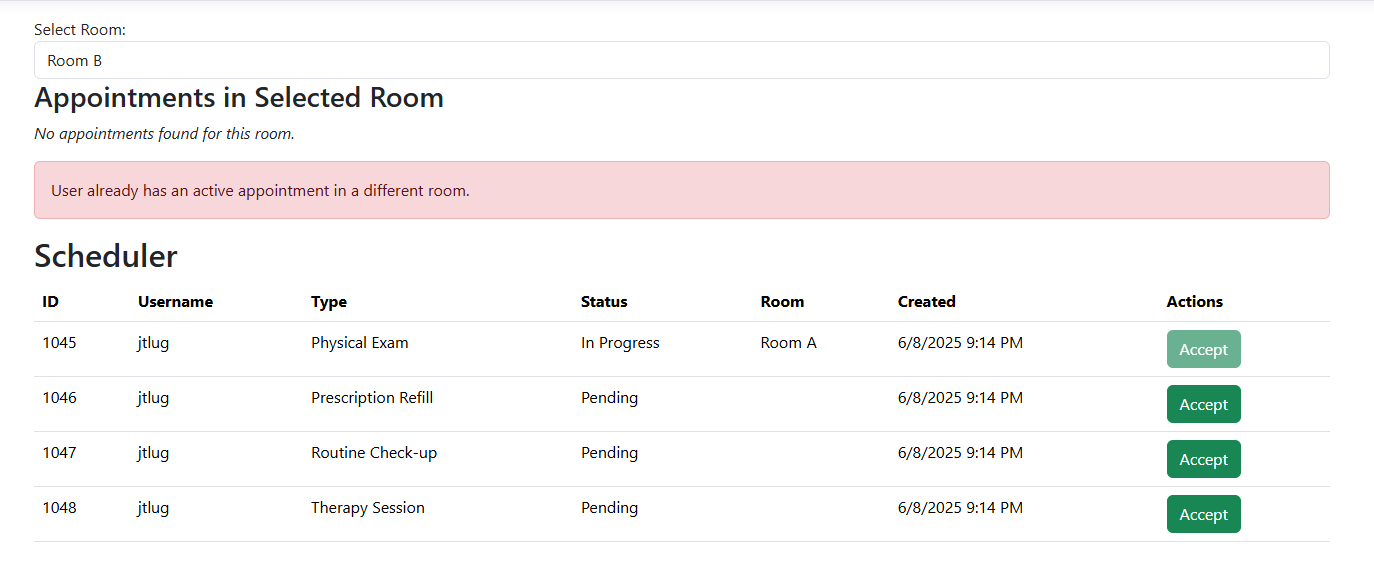 Select Room:
Room B
Appointments in Selected Room
No appointments found for this room.
User already has an active appointment in a different room.
Scheduler
ID Username Type Status Room Created Actions
1045 jtlug Physical Exam In Progress Room A 6/8/2025 9:14 PM Accept
1046 jtlug Prescription Refill Pending 6/8/2025 9:14 PM Accept
1047 jtlug Routine Check-up Pending 6/8/2025 9:14 PM Accept
1048 jtlug Therapy Session Pending 6/8/2025 9:14 PM Accept